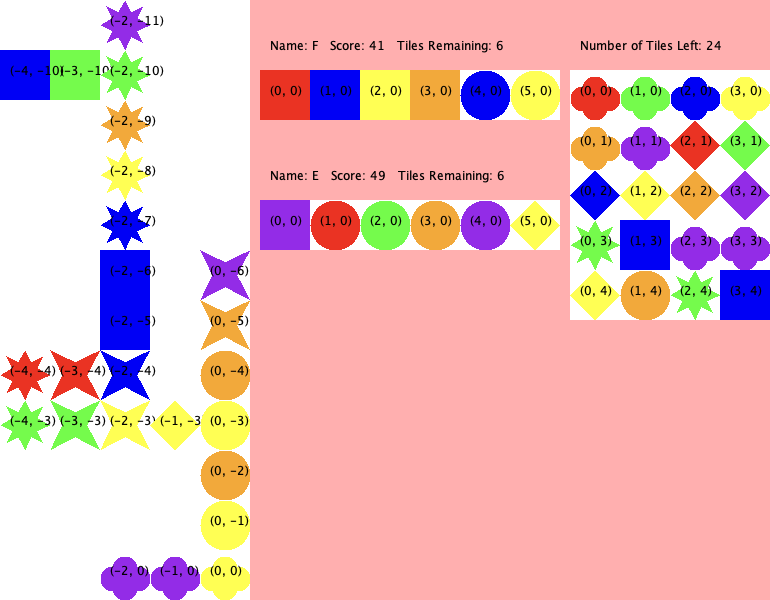 (-2, -11)
Name: F Score: 41 Tiles Remaining: 6
Number of Tiles Left: 24
(-4, -10) (-3, -10) (-2, -10)
(0, 0) (1, 0) (2, 0) (3, 0) (4, 0) (5, 0)
(0, 0) (1, 0) (2, 0) (3, 0)
(-2, -9)
(0, 1) (1, 1) (2, 1) (3, 1)
(-2, -8)
Name: E Score: 49 Tiles Remaining: 6
(0, 2) (1, 2) (2, 2) (3, 2)
(-2, -7)
(0, 0) (1, 0) (2, 0) (3, 0) (4, 0) (5, 0)
(0, 3) (1, 3) (2, 3) (3, 3)
(-2, -6) (0, -6)
(0, 4) (1, 4) (2, 4) (3, 4)
(-2, -5) (0, -5)
(-4, -4) (-3, -4) (-2, -4) (0, -4)
(-4, -3) (-3, -3) (-2, -3) (-1, -3 (0, -3)
(0, -2)
(0, -1)
(-2, 0) (-1, 0) (0, 0)